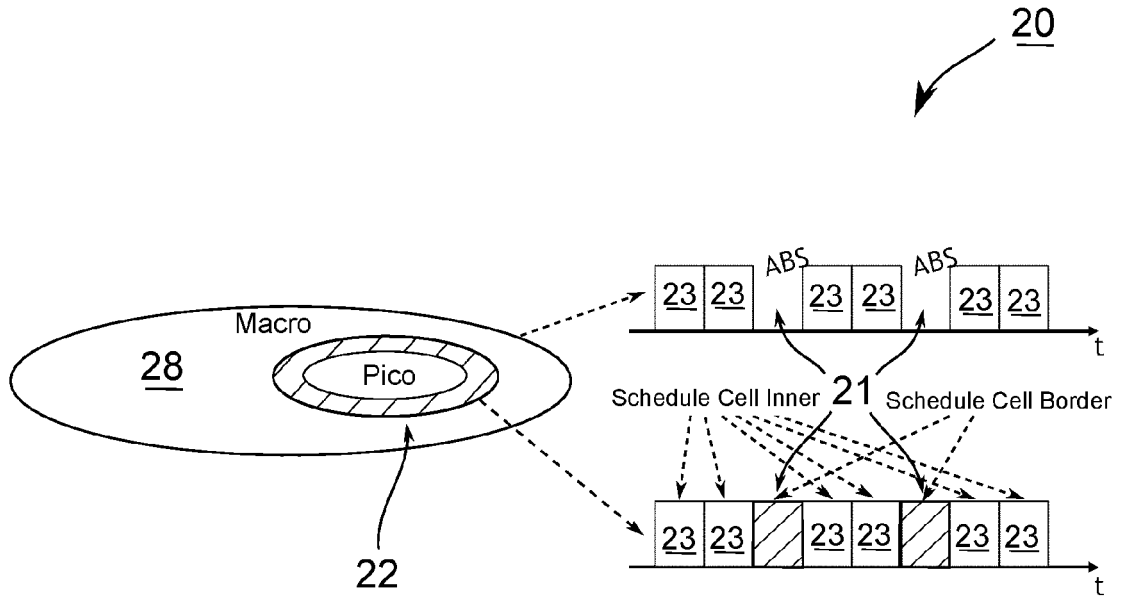 20
ABS ABS
23 23 23 23 23 23
t
Macro
28
Pico
Schedule Cell Inner 21 Schedule Cell Border
23 23 23 23 23 23
t
22